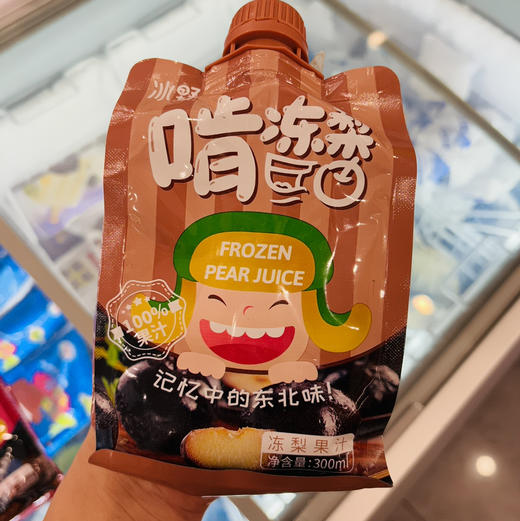 冰野
啃冻梨
FROZEN
PEAR JUICE
100%
果汁
记忆中的东北味!
冻梨果汁
净含量:300ml